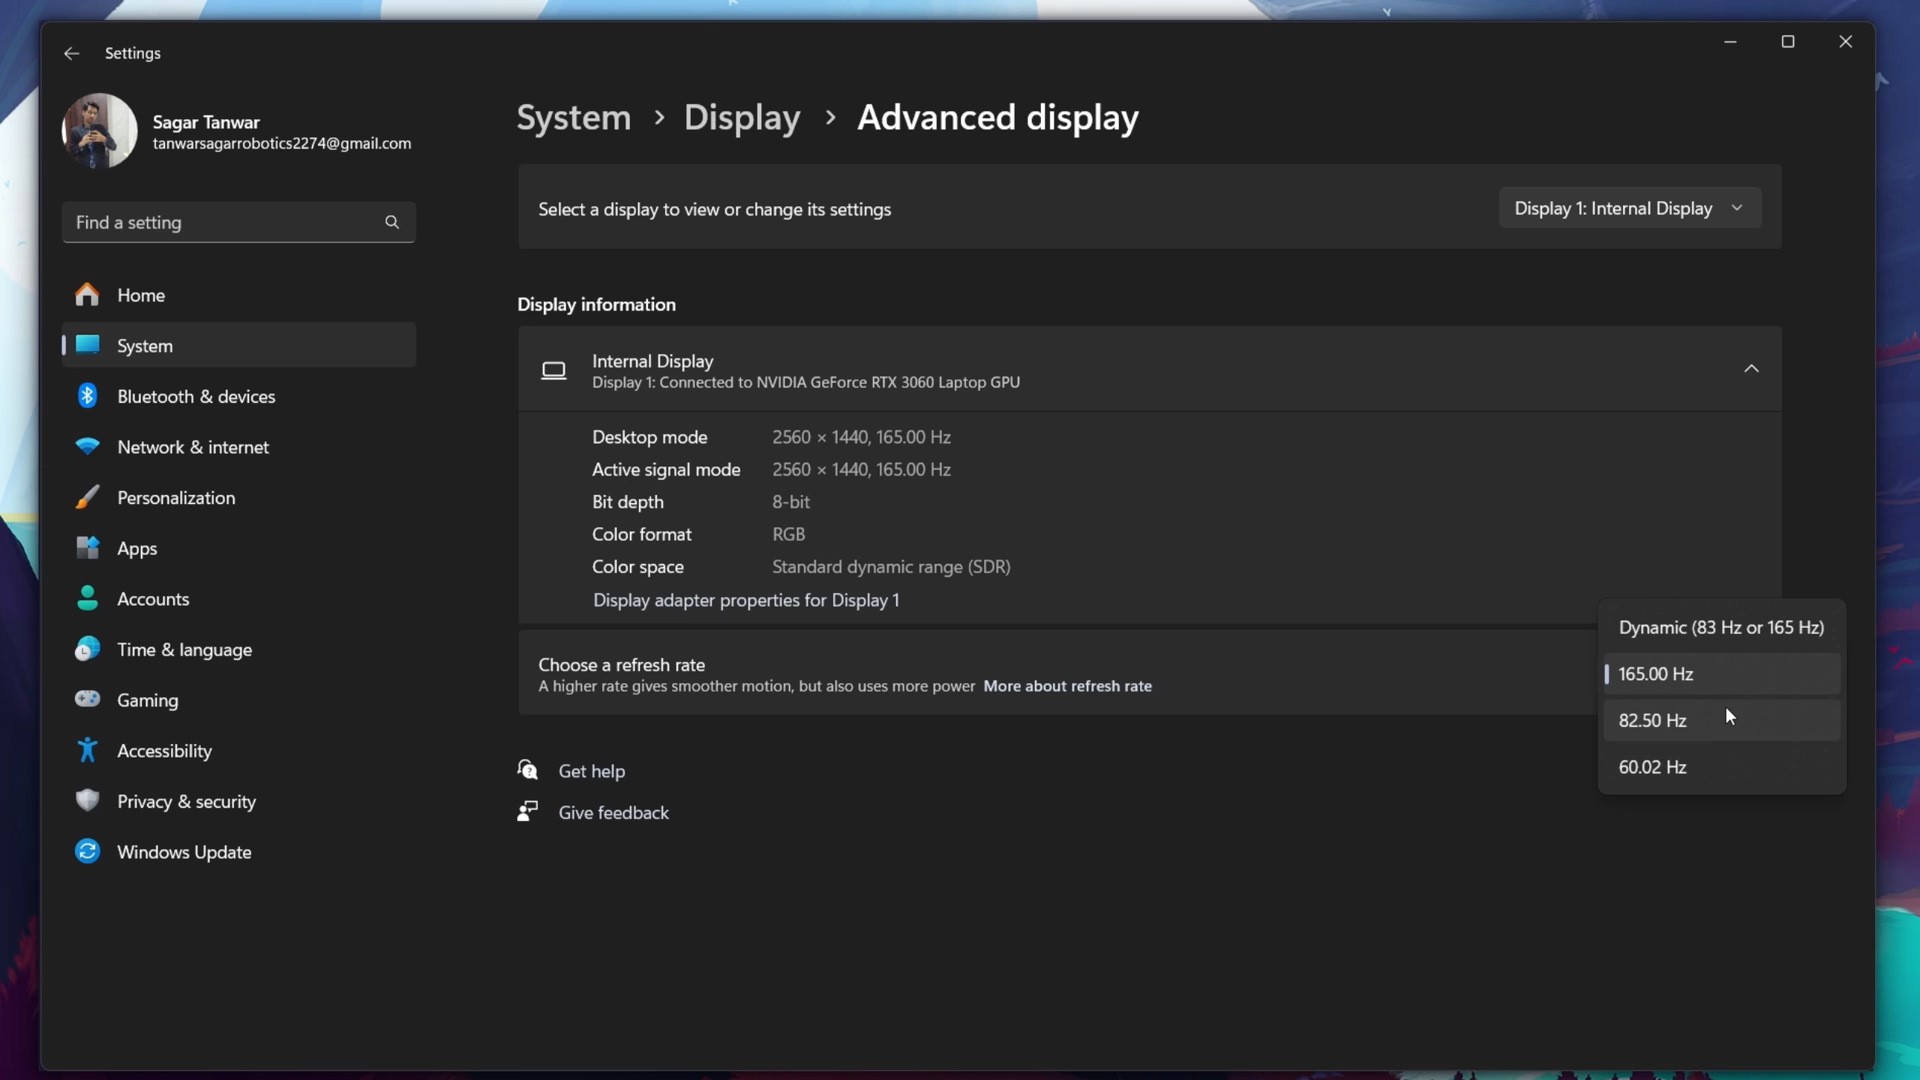 Settings
Sagar Tanwar
tanwarsagarrobotics2274@gmail.com
Find a setting
Home
System
Bluetooth & devices
Network & internet
Personalization
Apps
Accounts
Time & language
Gaming
Accessibility
Privacy & security
Windows Update
System > Display > Advanced display
Select a display to view or change its settings
Display 1: Internal Display
Display information
Internal Display
Display 1: Connected to NVIDIA GeForce RTX 3060 Laptop GPU
Desktop mode 2560 × 1440, 165.00 Hz
Active signal mode 2560 × 1440, 165.00 Hz
Bit depth 8-bit
Color format RGB
Color space Standard dynamic range (SDR)
Display adapter properties for Display 1
Choose a refresh rate
A higher rate gives smoother motion, but also uses more power More about refresh rate
Dynamic (83 Hz or 165 Hz)
165.00 Hz
82.50 Hz
60.02 Hz
Get help
Give feedback